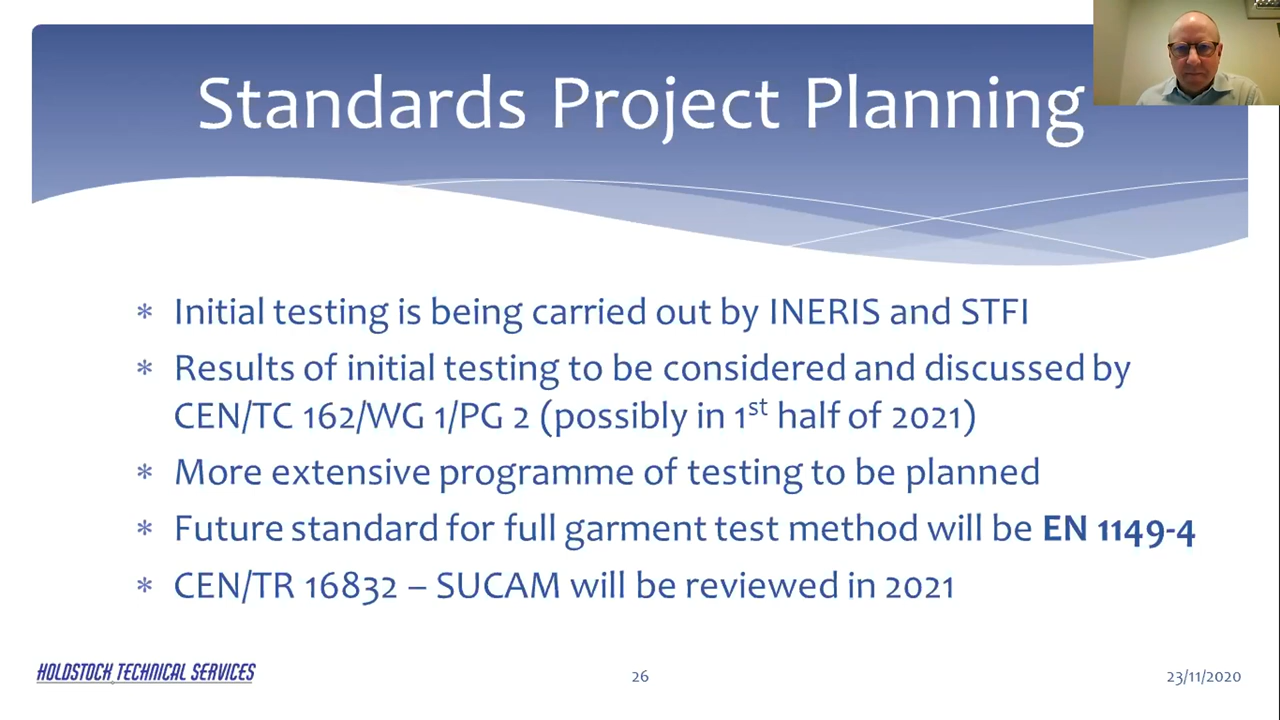 Standards Project Planning
* Initial testing is being carried out by INERIS and STFI
* Results of initial testing to be considered and discussed by
CEN/TC 162/WG 1/PG 2 (possibly in 1st half of 2021)
* More extensive programme of testing to be planned
* Future standard for full garment test method will be EN 1149-4
* CEN/TR 16832 – SUCAM will be reviewed in 2021
HOLDSTOCK TECHNICAL SERVICES
26
23/11/2020